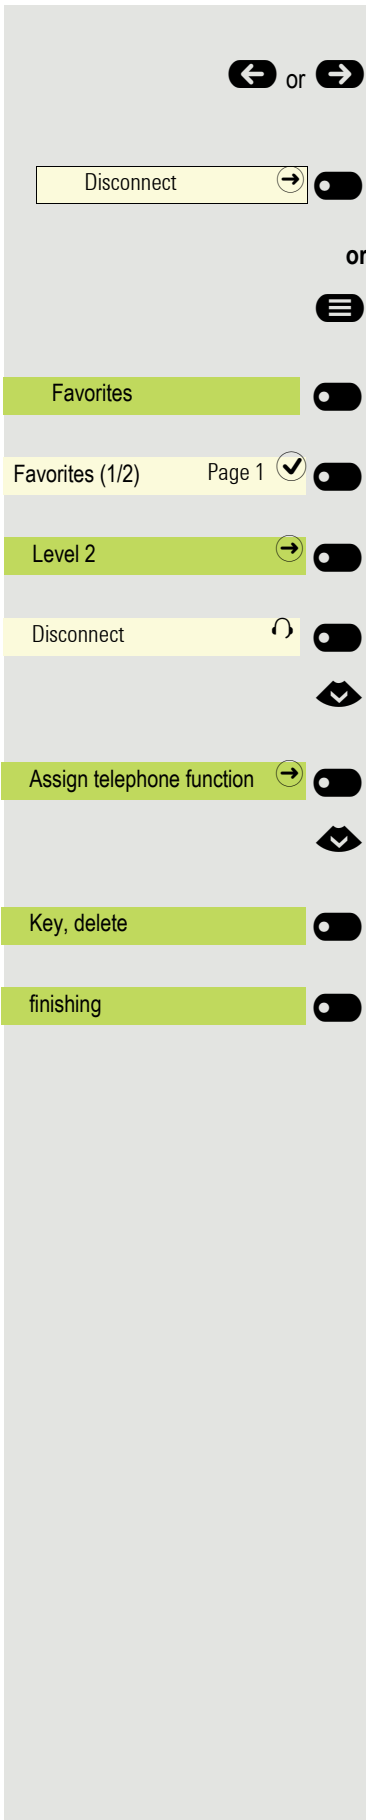 or
Disconnect
or
Favorites
Favorites (1/2) Page 1
Level 2
Disconnect
Assign telephone function
Key, delete
finishing